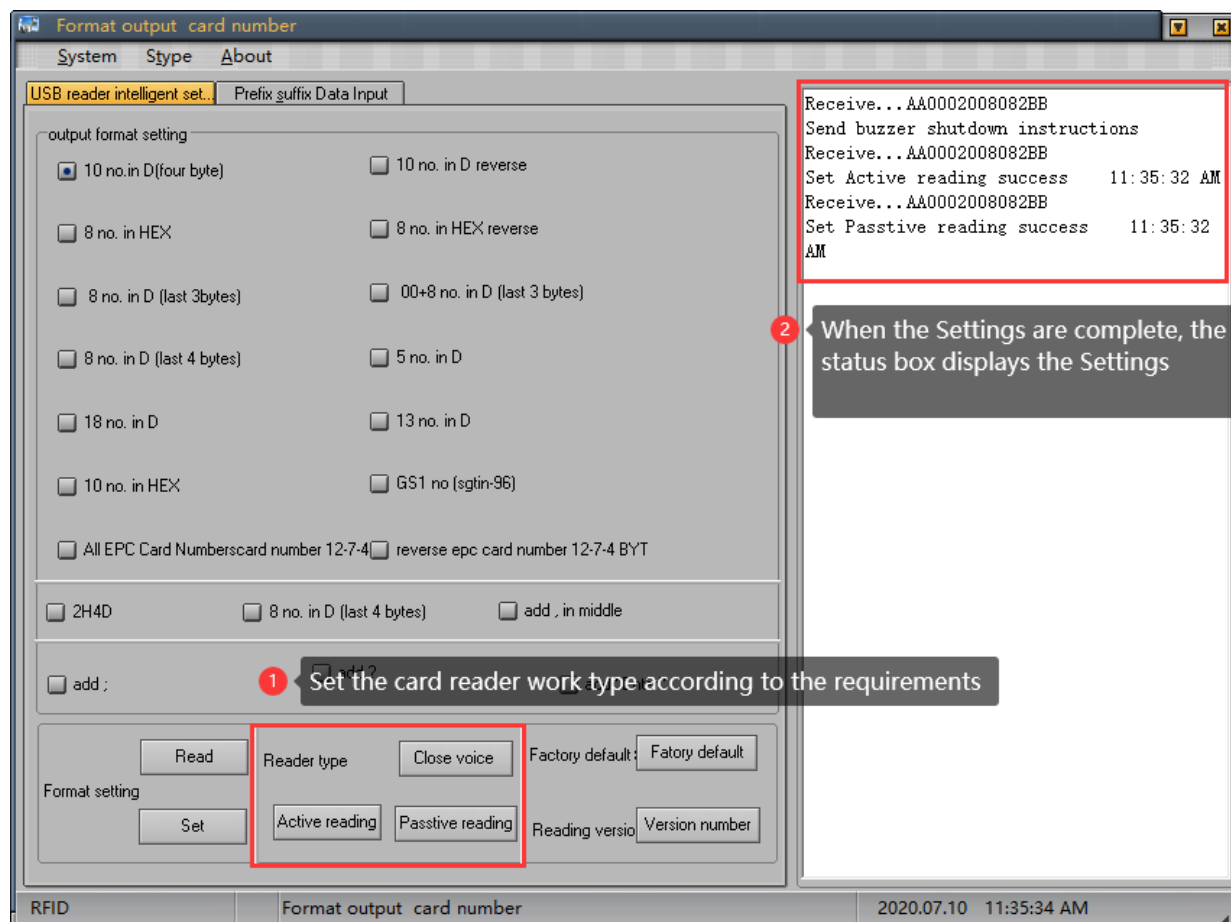 Format output card number
System Stype About
USB reader intelligent set... Prefix suffix Data Input
output format setting
10 no.in D(four byte) 10 no. in D reverse
8 no. in HEX 8 no. in HEX reverse
8 no. in D (last 3bytes) 00+8 no. in D (last 3 bytes)
8 no. in D (last 4 bytes) 5 no. in D
18 no. in D 13 no. in D
10 no. in HEX GS1 no (sgtin-96)
All EPC Card Numberscard number 12-7-4 reverse epc card number 12-7-4 BYT
2H4D 8 no. in D (last 4 bytes) add , in middle
add ; add ?
1 Set the card reader work type according to the requirements
Format setting
Read
Set
Reader type Close voice
Active reading Passtive reading
Factory default: Fatory default
Reading versio Version number
Receive...AA0002008082BB
Send buzzer shutdown instructions
Receive...AA0002008082BB
Set Active reading success 11:35:32 AM
Receive...AA0002008082BB
Set Passtive reading success 11:35:32
AM
2 When the Settings are complete, the
status box displays the Settings
RFID Format output card number 2020.07.10 11:35:34 AM